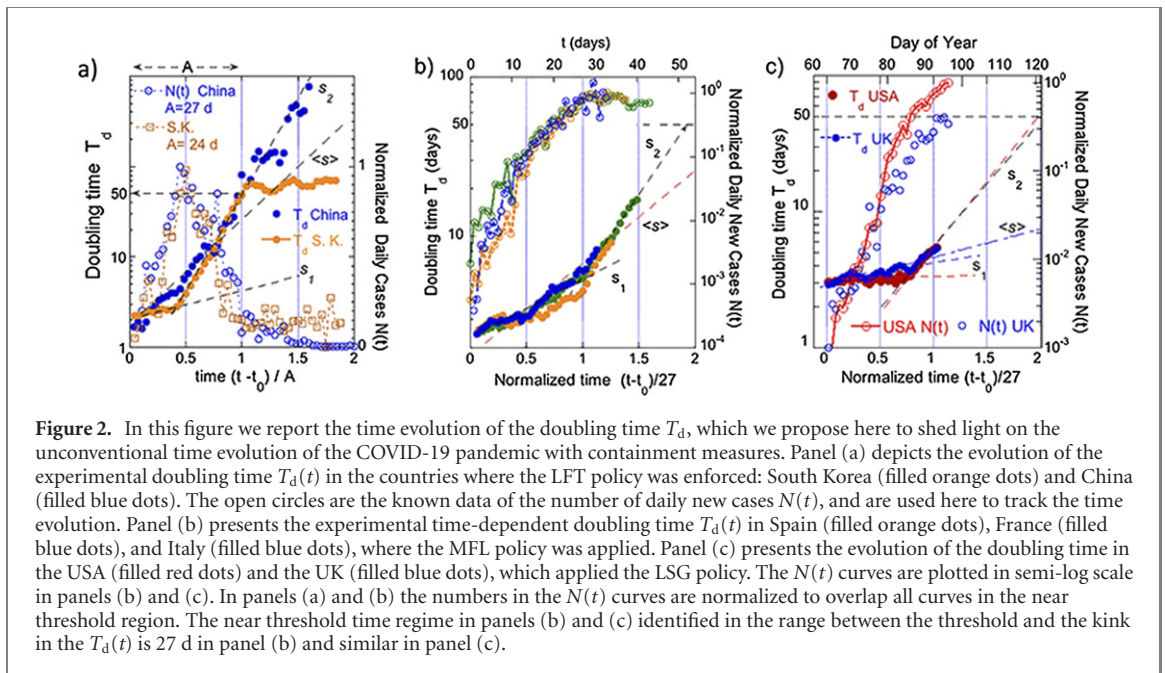 a)
A
N(t) China
A=27 d
S.K.
A= 24 d
s2
<s>
T_d China
T_d S. K.
s1
Doubling time T_d
50
10
1
0
0.5
1
1.5
2
time (t -t0) / A
1
0
Normalized Daily Cases N(t)
b)
t (days)
0 10 20 30 40 50
100
50
10
Doubling time T_d (days)
s2
<s>
s1
10^0
10^-1
10^-2
10^-3
10^-4
Normalized Daily New Cases N(t)
0 0.5 1 1.5 2
Normalized time (t-t0)/27
c)
Day of Year
60 70 80 90 100 110 120
T_d USA
T_d UK
50
10
1
Doubling time T_d (days)
s2
<s>
s1
USA N(t)
N(t) UK
10^0
10^-1
10^-2
10^-3
Normalized Daily New Cases N(t)
0 0.5 1 1.5 2
Normalized time (t-t0)/27
Figure 2. In this figure we report the time evolution of the doubling time Td, which we propose here to shed light on the
unconventional time evolution of the COVID-19 pandemic with containment measures. Panel (a) depicts the evolution of the
experimental doubling time Td(t) in the countries where the LFT policy was enforced: South Korea (filled orange dots) and China
(filled blue dots). The open circles are the known data of the number of daily new cases N(t), and are used here to track the time
evolution. Panel (b) presents the experimental time-dependent doubling time Td(t) in Spain (filled orange dots), France (filled
blue dots), and Italy (filled blue dots), where the MFL policy was applied. Panel (c) presents the evolution of the doubling time in
the USA (filled red dots) and the UK (filled blue dots), which applied the LSG policy. The N(t) curves are plotted in semi-log scale
in panels (b) and (c). In panels (a) and (b) the numbers in the N(t) curves are normalized to overlap all curves in the near
threshold region. The near threshold time regime in panels (b) and (c) identified in the range between the threshold and the kink
in the Td(t) is 27 d in panel (b) and similar in panel (c).